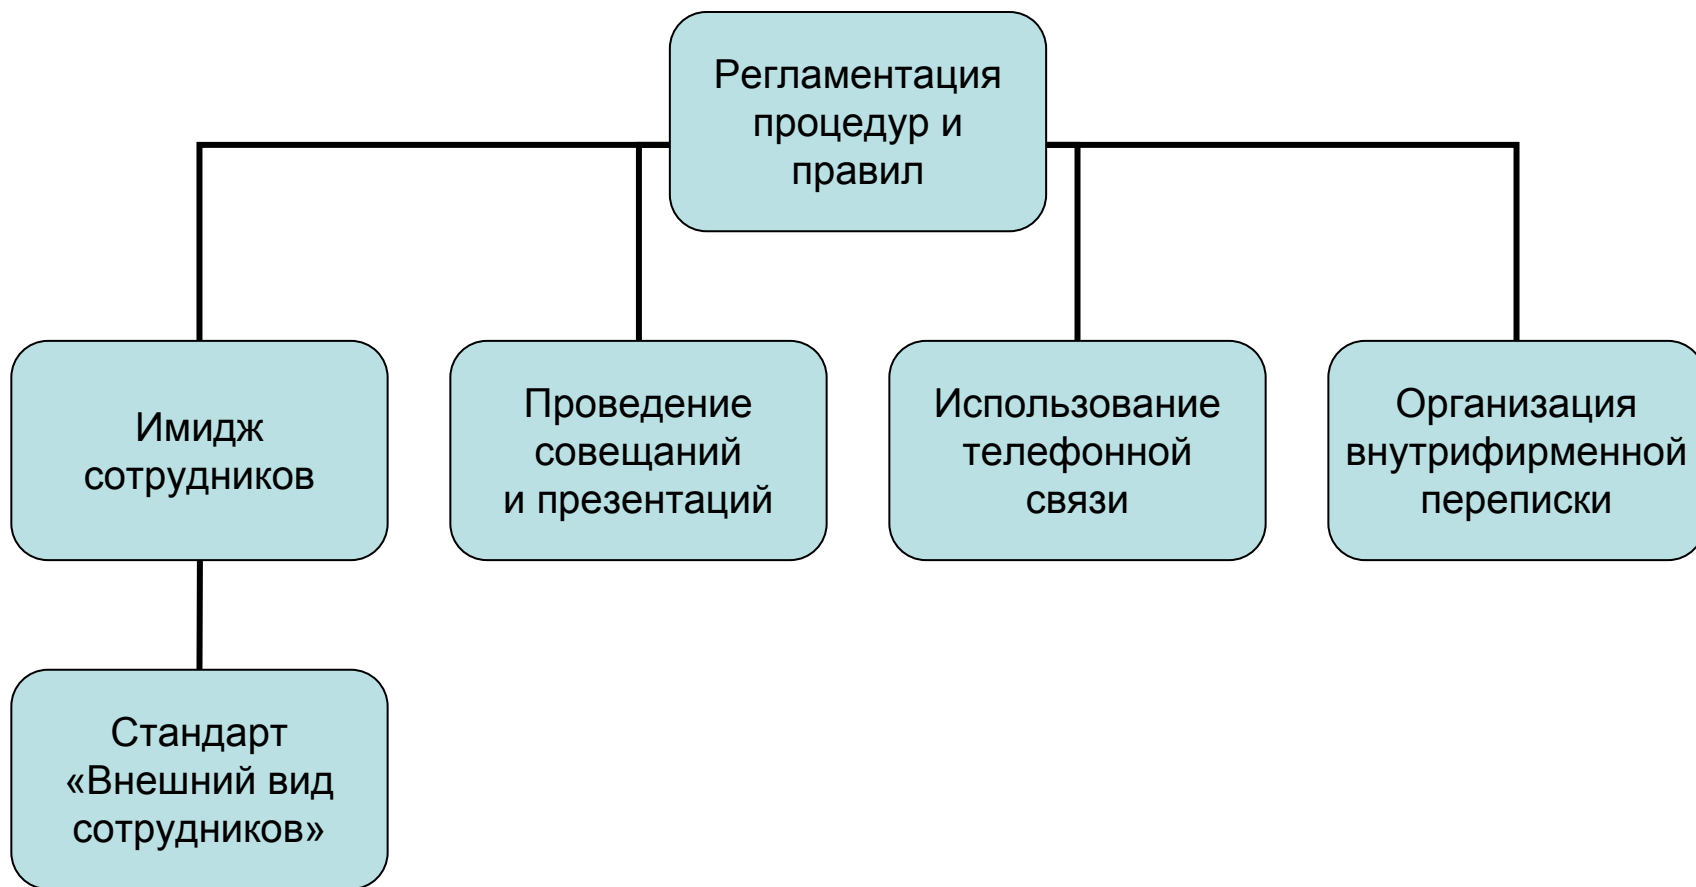 Регламентация
процедур и
правил
Имидж
сотрудников
Проведение
совещаний
и презентаций
Использование
телефонной
связи
Организация
внутрифирменной
переписки
Стандарт
«Внешний вид
сотрудников»